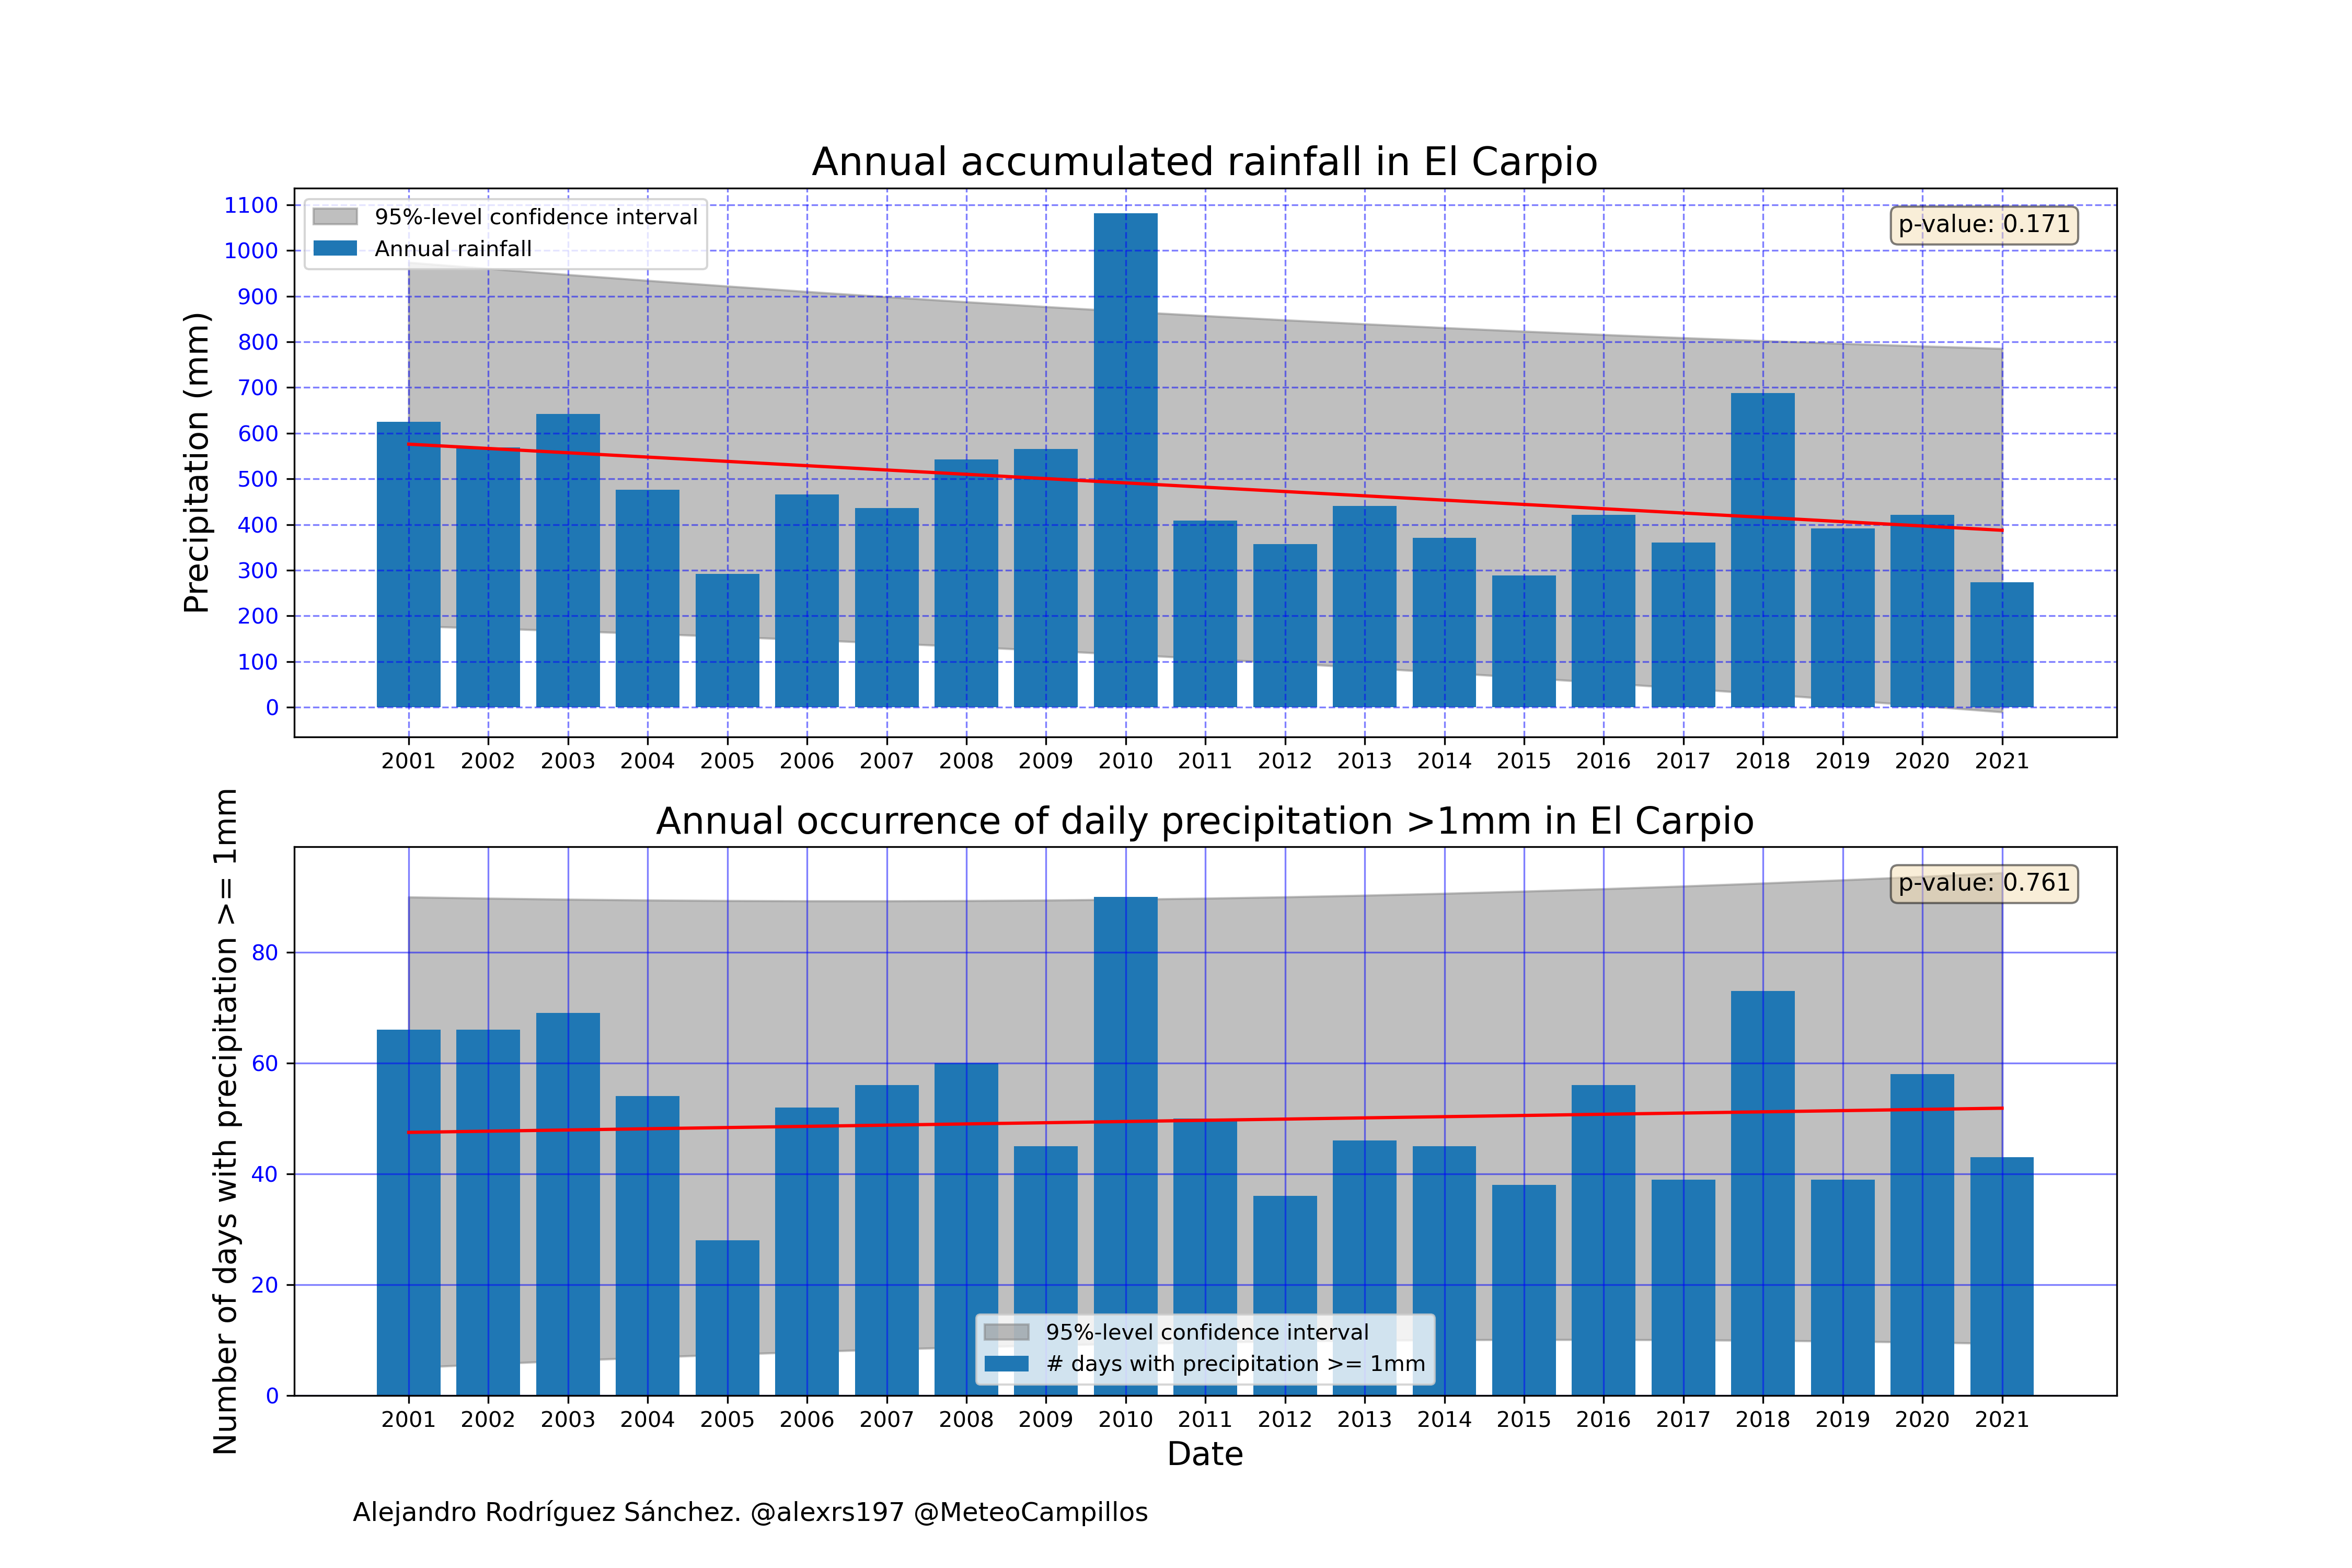 Annual accumulated rainfall in El Carpio
Precipitation (mm)
1100
1000
900
800
700
600
500
400
300
200
100
0
95%-level confidence interval
Annual rainfall
p-value: 0.171
2001 2002 2003 2004 2005 2006 2007 2008 2009 2010 2011 2012 2013 2014 2015 2016 2017 2018 2019 2020 2021
Annual occurrence of daily precipitation >1mm in El Carpio
Number of days with precipitation >= 1mm
80
60
40
20
0
p-value: 0.761
95%-level confidence interval
# days with precipitation >= 1mm
2001 2002 2003 2004 2005 2006 2007 2008 2009 2010 2011 2012 2013 2014 2015 2016 2017 2018 2019 2020 2021
Date
Alejandro Rodríguez Sánchez. @alexrs197 @MeteoCampillos